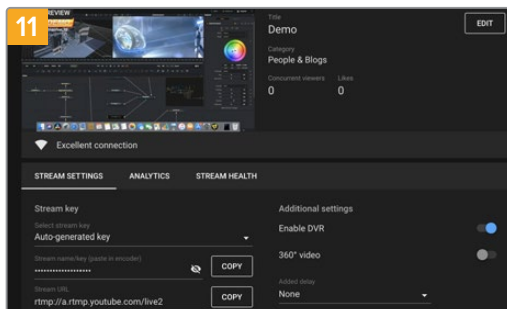 11
PREVIEW
Title
Demo
EDIT
Category
People & Blogs
Concurrent viewers Likes
0 0
Excellent connection
STREAM SETTINGS ANALYTICS STREAM HEALTH
Stream key Additional settings
Select stream key
Auto-generated key
Enable DVR
Stream name/key (paste in encoder)
••••••••••••••••••• COPY
360° video
Stream URL
rtmp://a.rtmp.youtube.com/live2 COPY
Added delay
None